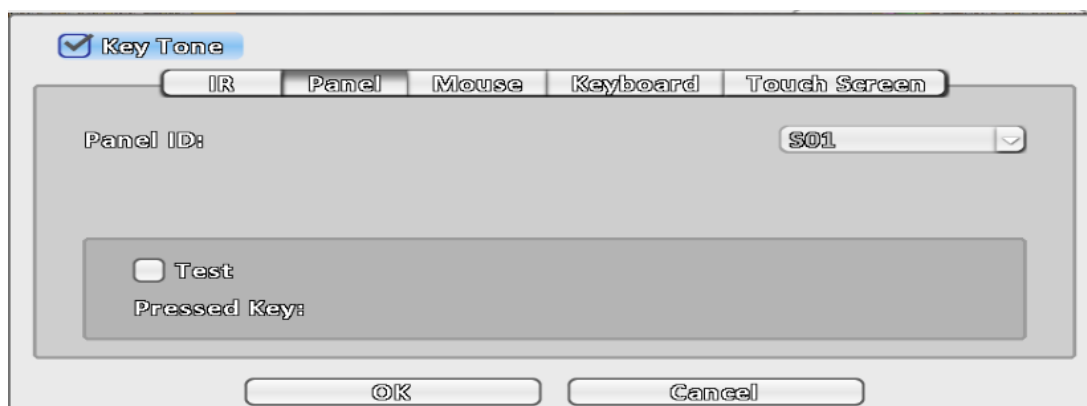 Key Tone
IR Panel Mouse Keyboard Touch Screen
Panel ID: S01
Test
Pressed Key:
OK Cancel